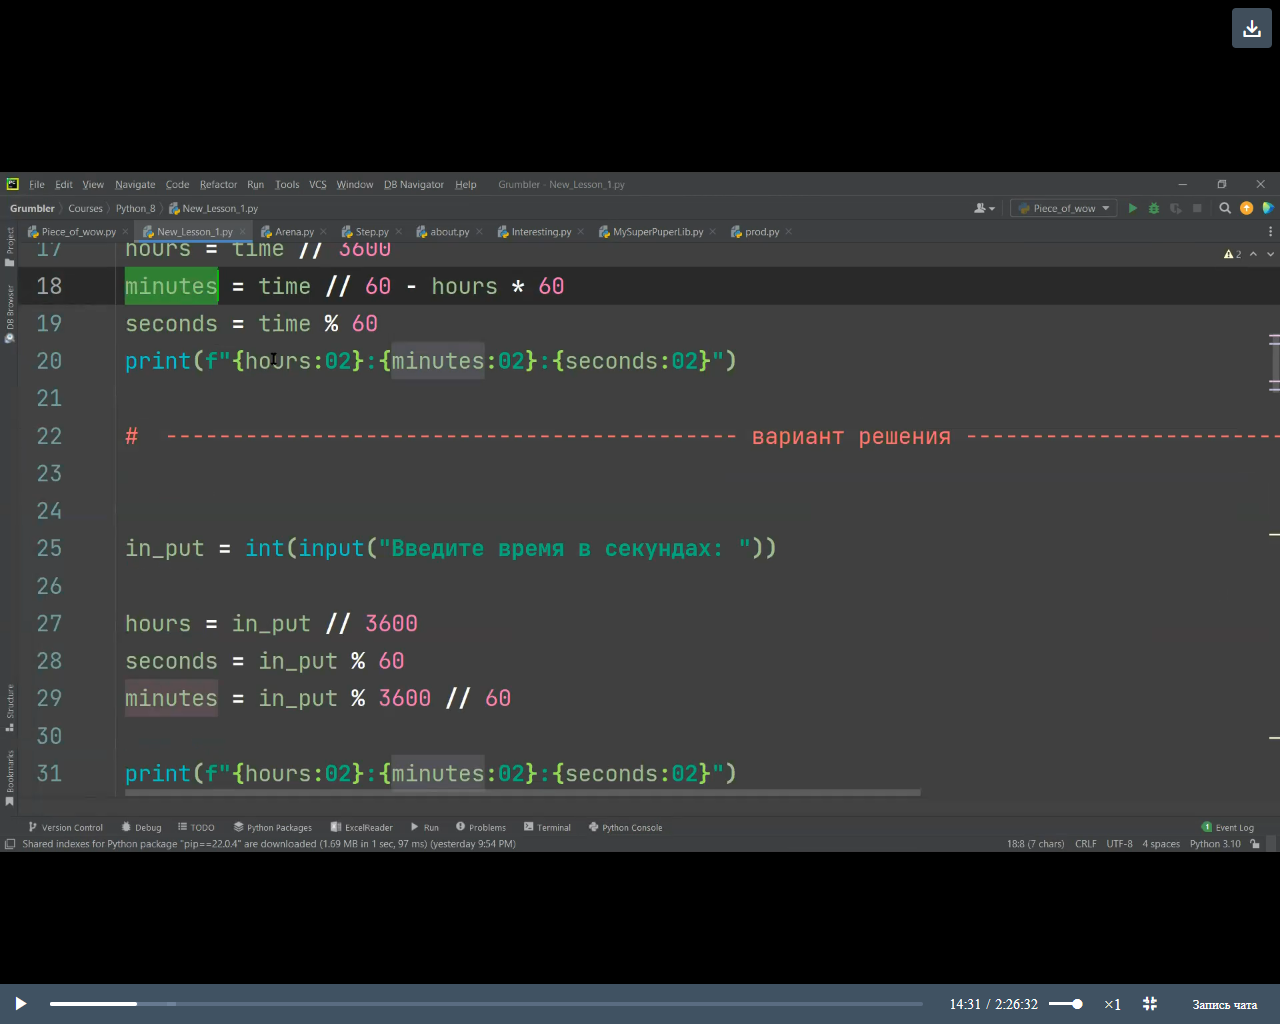 File Edit View Navigate Code Refactor Run Tools VCS Window DB Navigator Help Grumbler - New_Lesson_1.py
Grumbler Courses Python_8 New_Lesson_1.py Piece_of_wow
Piece_of_wow.py New_Lesson_1.py Arena.py Step.py about.py Interesting.py MySuperPuperLib.py prod.py
Project
DB Browser
Structure
Bookmarks
2
17 hours = time // 3600
18 minutes = time // 60 - hours * 60
19 seconds = time % 60
20 print(f"{hours:02}:{minutes:02}:{seconds:02}")
21
22 # ------------------------------------------- вариант решения ------------------------
23
24
25 in_put = int(input("Введите время в секундах: "))
26
27 hours = in_put // 3600
28 seconds = in_put % 60
29 minutes = in_put % 3600 // 60
30
31 print(f"{hours:02}:{minutes:02}:{seconds:02}")
Version Control Debug TODO Python Packages ExcelReader Run Problems Terminal Python Console 1 Event Log
Shared indexes for Python package "pip==22.0.4" are downloaded (1.69 MB in 1 sec, 97 ms) (yesterday 9:54 PM) 18:8 (7 chars) CRLF UTF-8 4 spaces Python 3.10
14:31 / 2:26:32 ×1 Запись чата